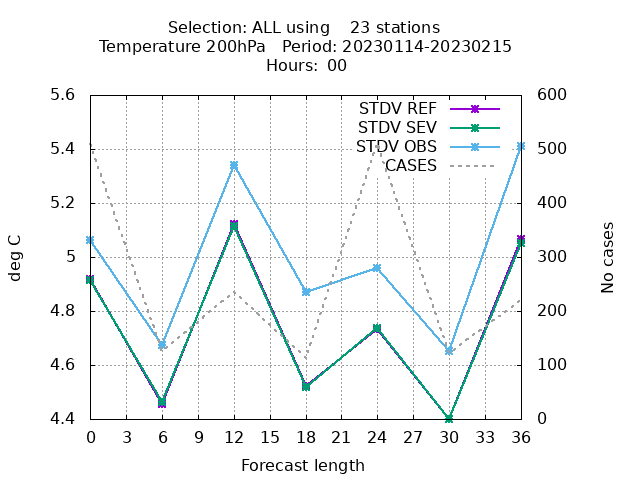 Selection: ALL using    23 stations
Temperature 200hPa   Period: 20230114-20230215
Hours:  00
5.6
5.4
5.2
5
4.8
4.6
4.4
deg C
600
500
400
300
200
100
0
No cases
STDV REF
STDV SEV
STDV OBS
CASES
0 3 6 9 12 15 18 21 24 27 30 33 36
Forecast length